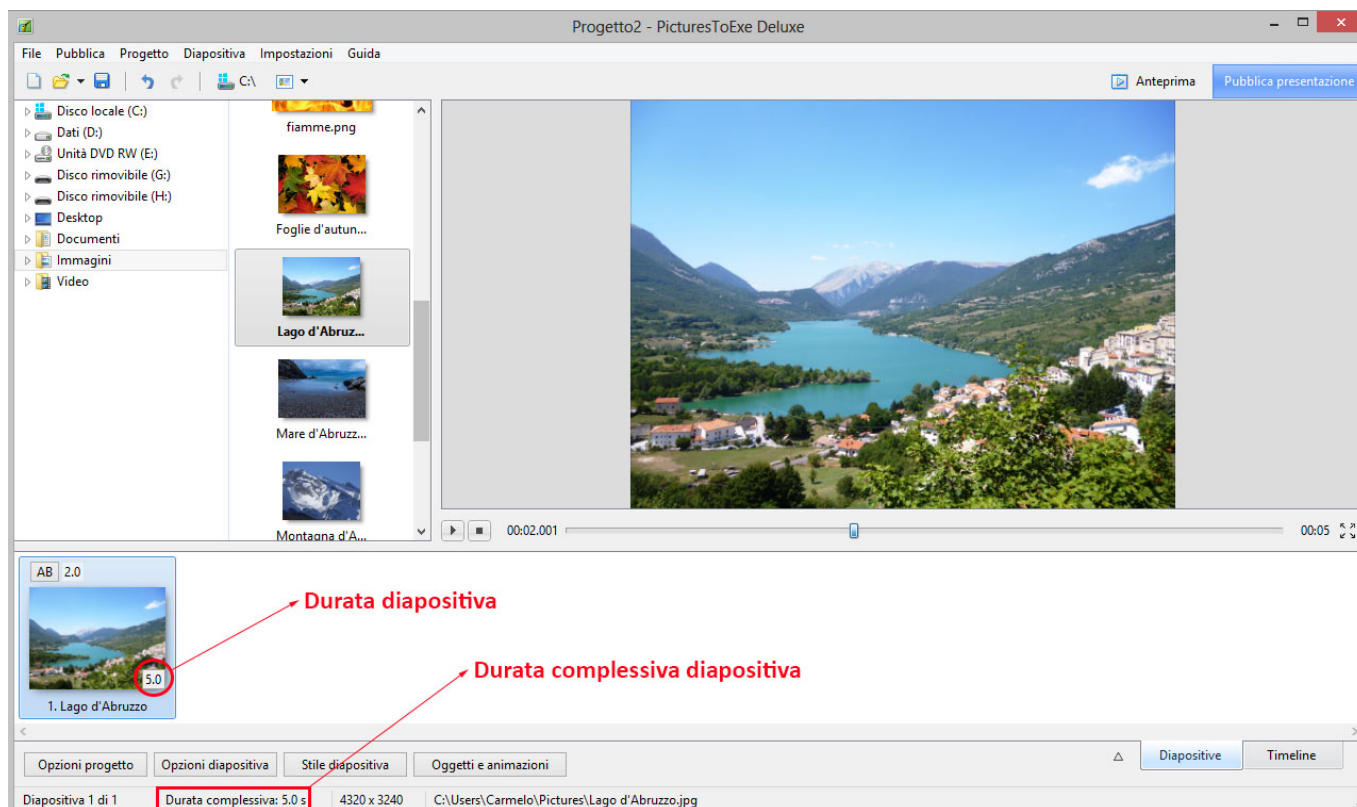 Progetto2 - PicturesToExe Deluxe
File Pubblica Progetto Diapositiva Impostazioni Guida
C:\ Anteprima Pubblica presentazione
Disco locale (C:)
Dati (D:)
Unità DVD RW (E:)
Disco rimovibile (G:)
Disco rimovibile (H:)
Desktop
Documenti
Immagini
Video
fiamme.png
Foglie d'autun...
Lago d'Abruz...
Mare d'Abruzz...
Montagna d'A...
00:02.001 00:05
AB 2.0
5.0
1. Lago d'Abruzzo
Durata diapositiva
Durata complessiva diapositiva
Opzioni progetto Opzioni diapositiva Stile diapositiva Oggetti e animazioni Diapositive Timeline
Diapositiva 1 di 1 Durata complessiva: 5.0 s 4320 x 3240 C:\Users\Carmelo\Pictures\Lago d'Abruzzo.jpg